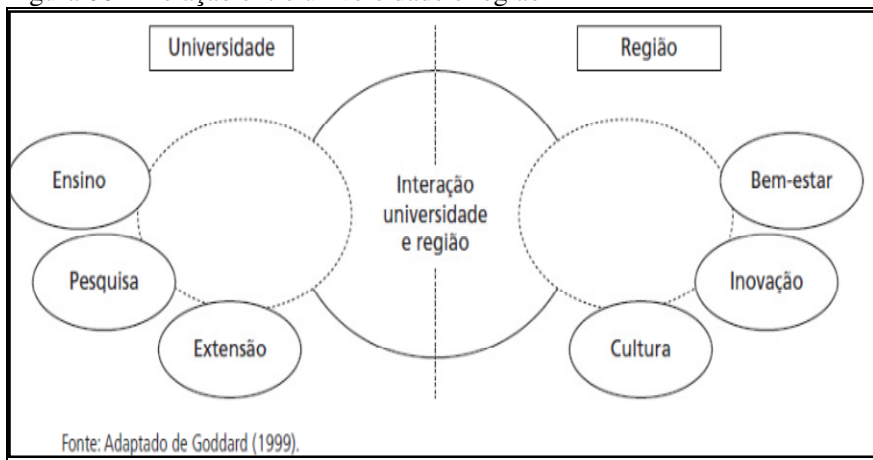 Universidade
Região
Ensino
Bem-estar
Interação
universidade
e região
Pesquisa
Inovação
Extensão
Cultura
Fonte: Adaptado de Goddard (1999).